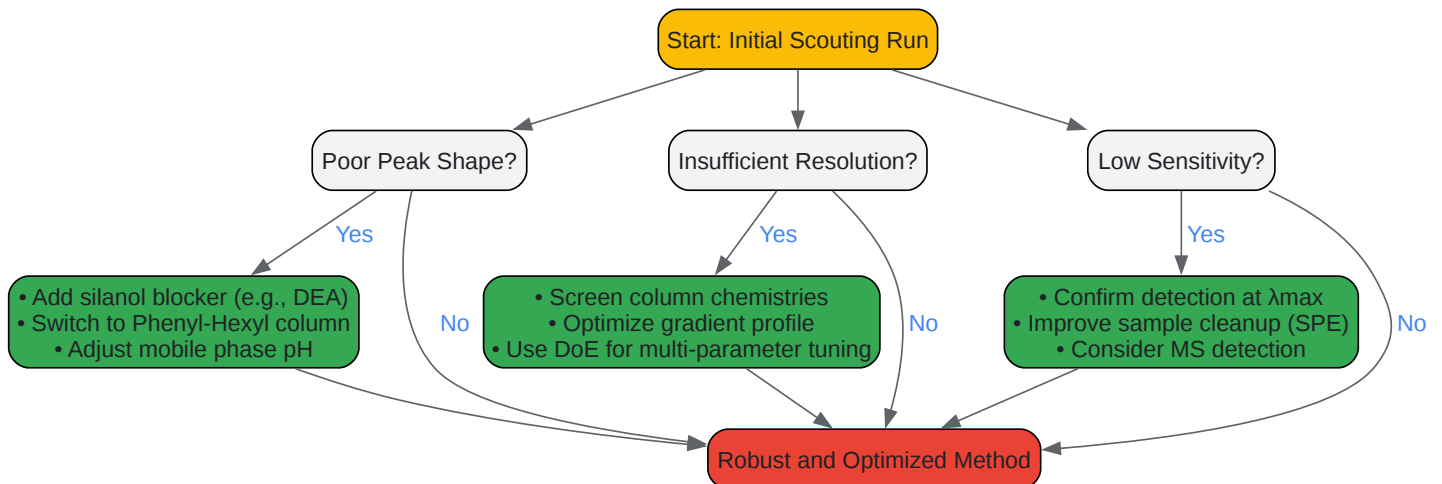 Start: Initial Scouting Run
Poor Peak Shape?
Insufficient Resolution?
Low Sensitivity?
Yes
Yes
Yes
• Add silanol blocker (e.g., DEA)
• Switch to Phenyl-Hexyl column
• Adjust mobile phase pH
No
• Screen column chemistries
• Optimize gradient profile
• Use DoE for multi-parameter tuning
No
• Confirm detection at λmax
• Improve sample cleanup (SPE)
• Consider MS detection
No
Robust and Optimized Method